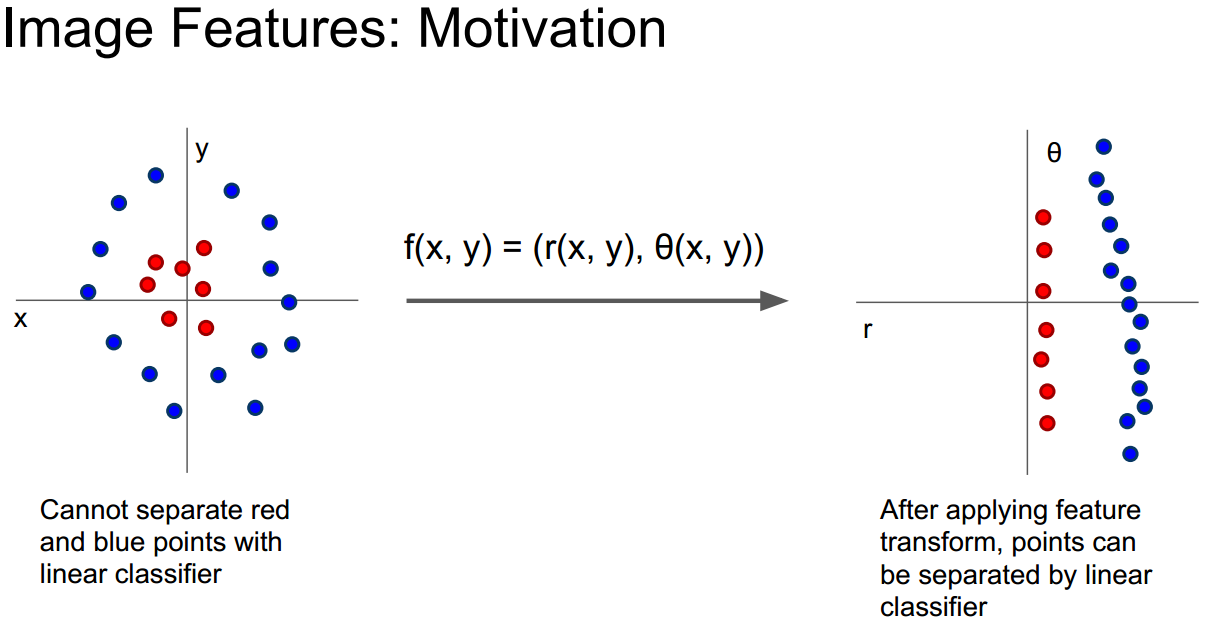 Image Features: Motivation
y
x
f(x, y) = (r(x, y), θ(x, y))
θ
r
Cannot separate red
and blue points with
linear classifier
After applying feature
transform, points can
be separated by linear
classifier